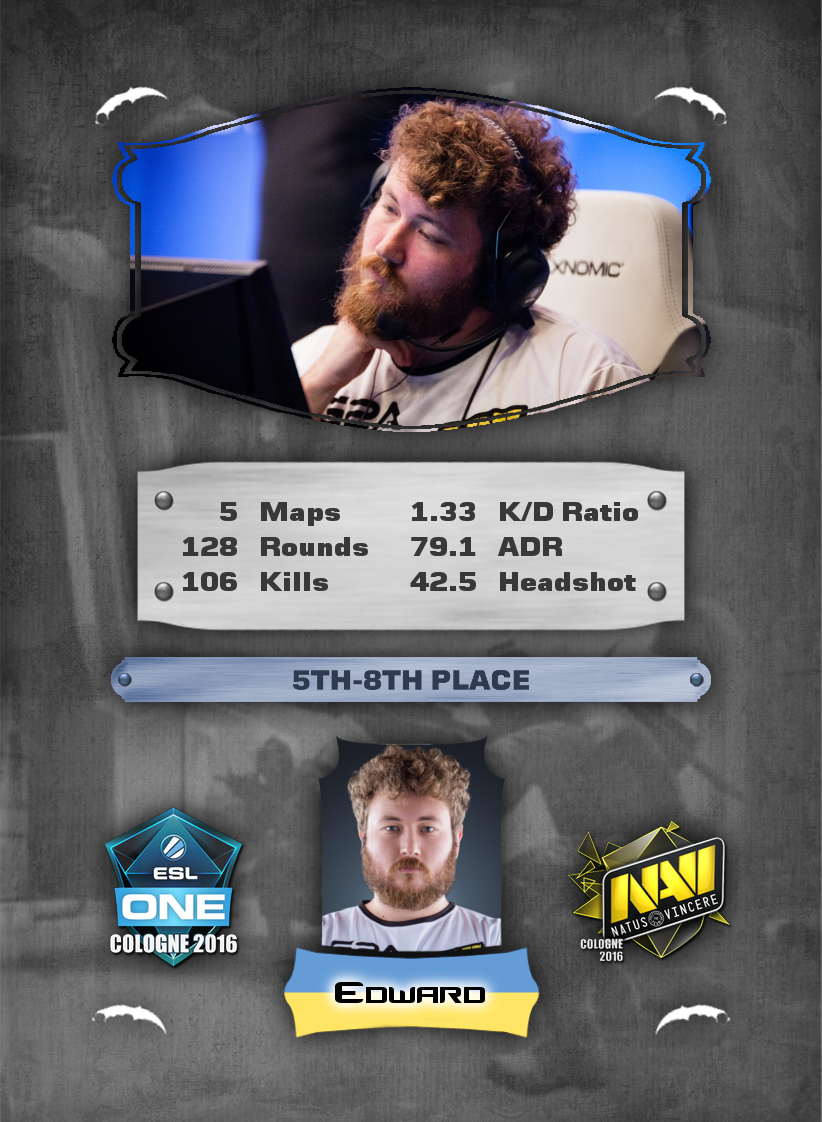 XNOMIC
5 Maps 1.33 K/D Ratio
128 Rounds 79.1 ADR
106 Kills 42.5 Headshot
5TH-8TH PLACE
ESL
ONE
COLOGNE 2016
NAVI
NATUS VINCERE
COLOGNE
2016
EDWARD